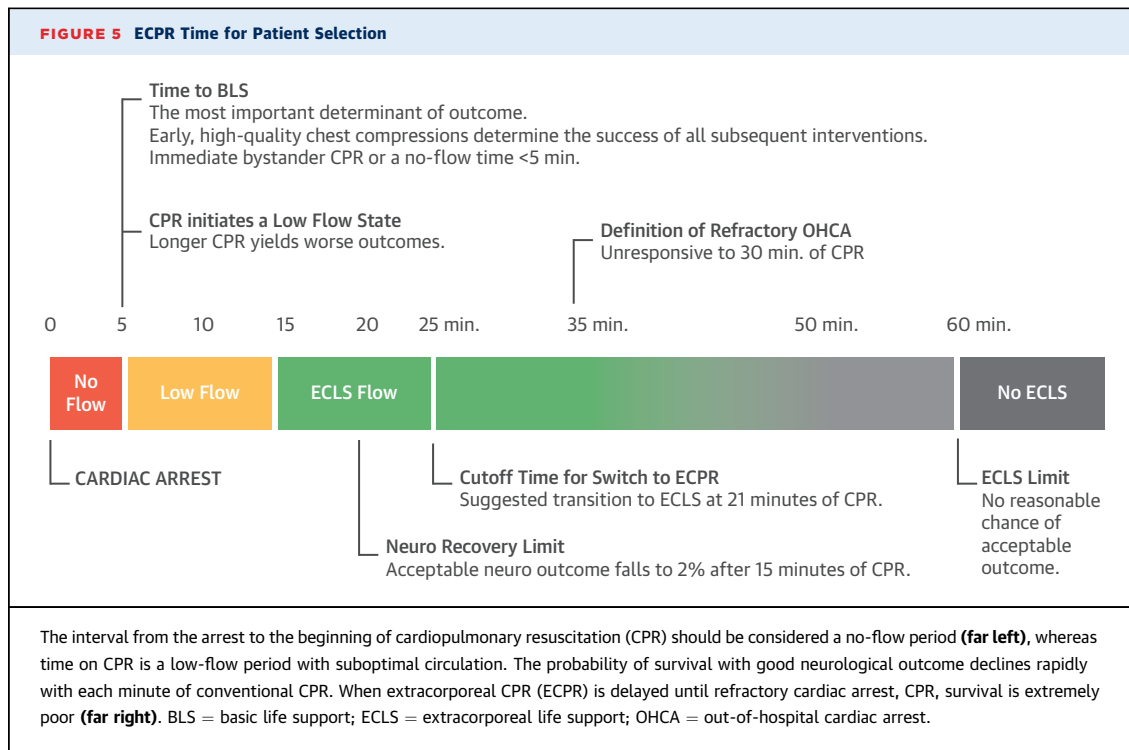 FIGURE 5 ECPR Time for Patient Selection
Time to BLS
The most important determinant of outcome.
Early, high-quality chest compressions determine the success of all subsequent interventions.
Immediate bystander CPR or a no-flow time <5 min.
CPR initiates a Low Flow State
Longer CPR yields worse outcomes.
Definition of Refractory OHCA
Unresponsive to 30 min. of CPR
0 5 10 15 20 25 min. 35 min. 50 min. 60 min.
No
Flow
Low Flow
ECLS Flow
No ECLS
CARDIAC ARREST
Cutoff Time for Switch to ECPR
Suggested transition to ECLS at 21 minutes of CPR.
Neuro Recovery Limit
Acceptable neuro outcome falls to 2% after 15 minutes of CPR.
ECLS Limit
No reasonable
chance of
acceptable
outcome.
The interval from the arrest to the beginning of cardiopulmonary resuscitation (CPR) should be considered a no-flow period (far left), whereas
time on CPR is a low-flow period with suboptimal circulation. The probability of survival with good neurological outcome declines rapidly
with each minute of conventional CPR. When extracorporeal CPR (ECPR) is delayed until refractory cardiac arrest, CPR, survival is extremely
poor (far right). BLS = basic life support; ECLS = extracorporeal life support; OHCA = out-of-hospital cardiac arrest.